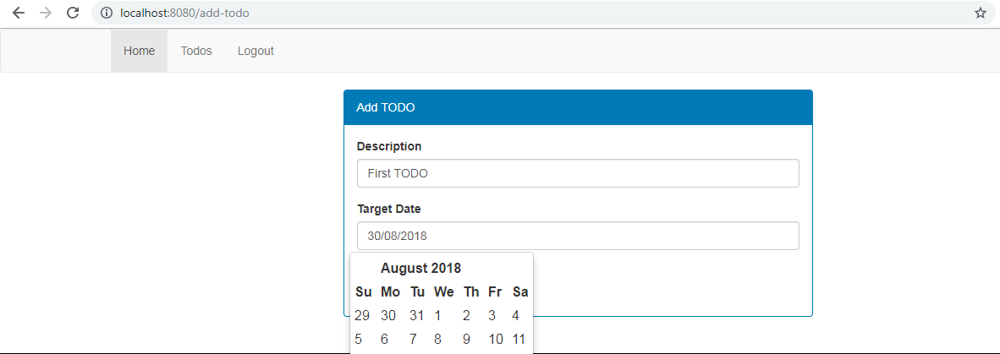 localhost:8080/add-todo
Home Todos Logout
Add TODO
Description
First TODO
Target Date
30/08/2018
August 2018
Su Mo Tu We Th Fr Sa
29 30 31 1 2 3 4
5 6 7 8 9 10 11